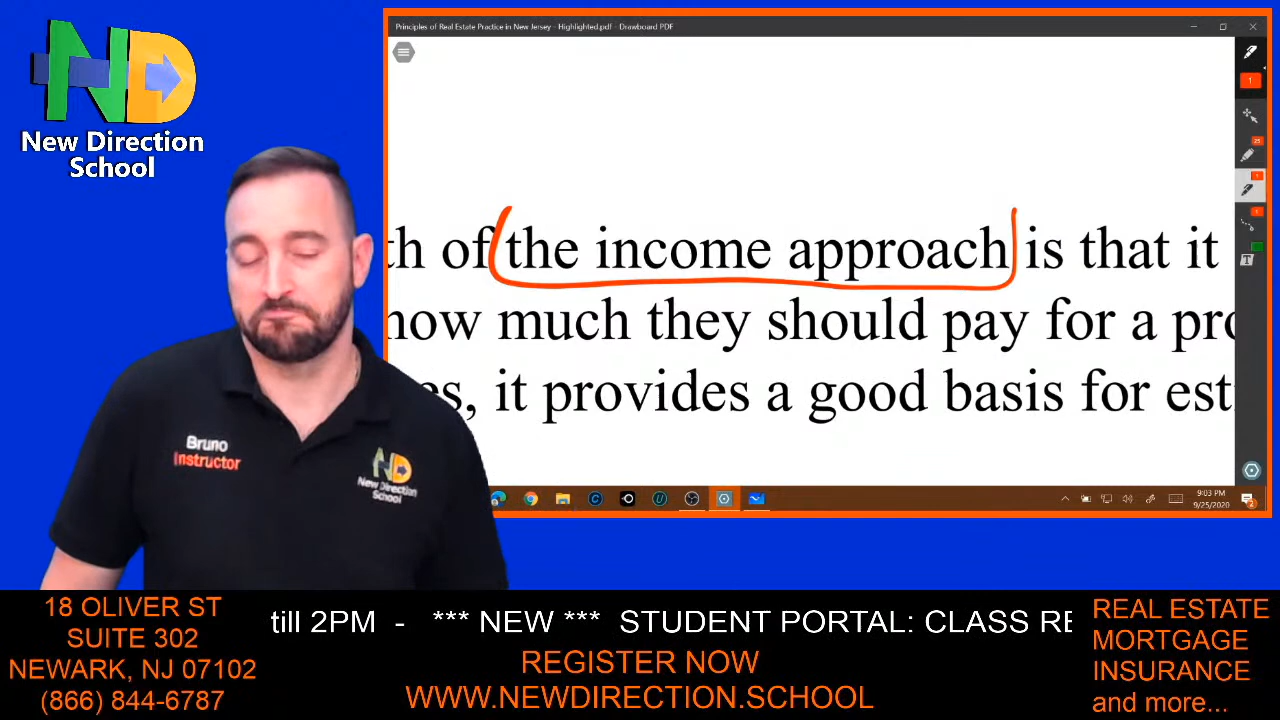 Principles of Real Estate Practice in New Jersey - Highlighted.pdf - Drawboard PDF
ND
New Direction
School
th of the income approach is that it
how much they should pay for a pro
es, it provides a good basis for est
Bruno
Instructor
ND
New Direction
School
9:03 PM
9/25/2020
18 OLIVER ST
SUITE 302
NEWARK, NJ 07102
(866) 844-6787
till 2PM - *** NEW *** STUDENT PORTAL: CLASS RE
REGISTER NOW
WWW.NEWDIRECTION.SCHOOL
REAL ESTATE
MORTGAGE
INSURANCE
and more...